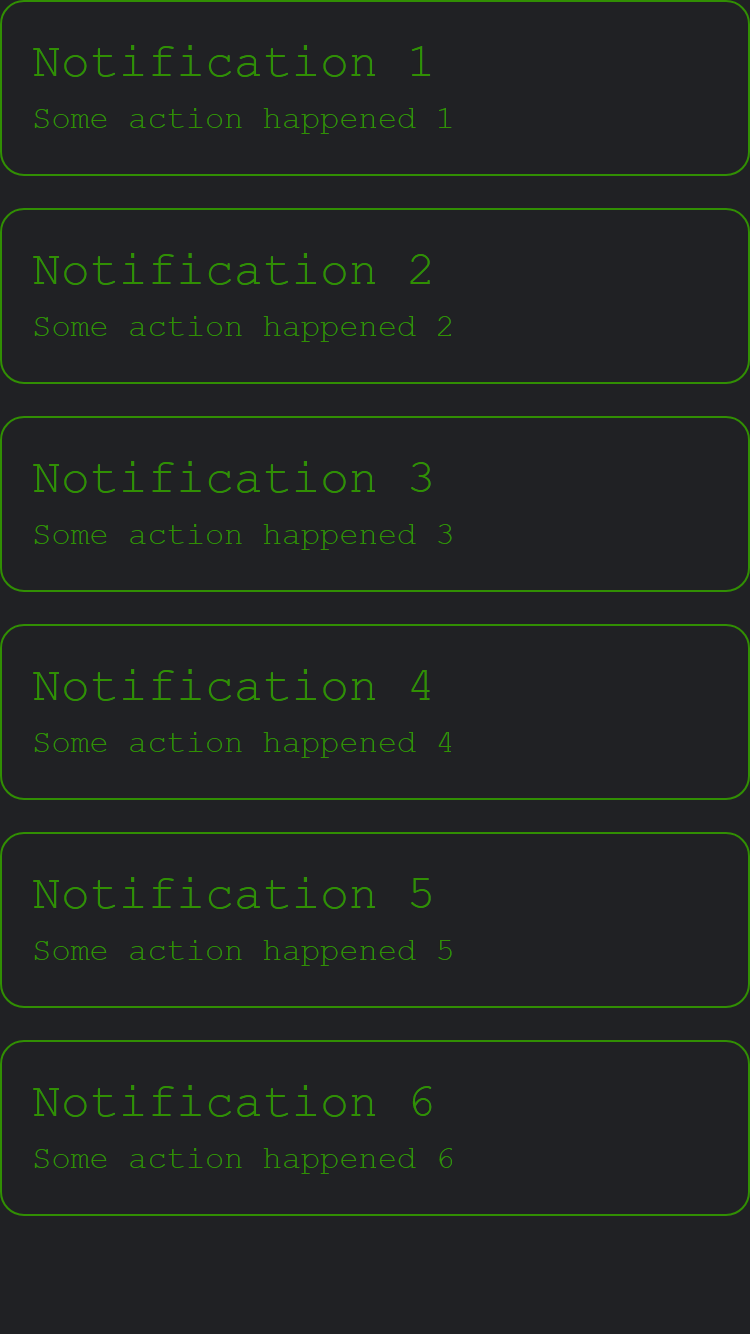 Notification 1
Some action happened 1
Notification 2
Some action happened 2
Notification 3
Some action happened 3
Notification 4
Some action happened 4
Notification 5
Some action happened 5
Notification 6
Some action happened 6